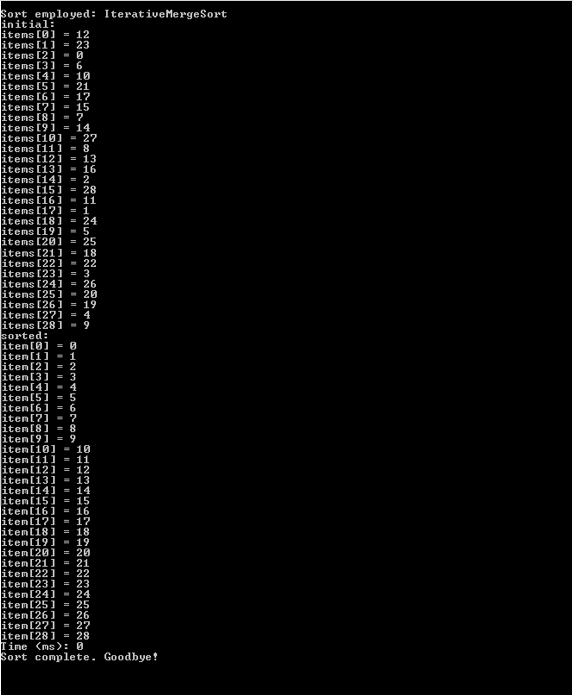 Sort employed: IterativeMergeSort
initial:
items[0] = 12
items[1] = 23
items[2] = 0
items[3] = 6
items[4] = 10
items[5] = 21
items[6] = 17
items[7] = 15
items[8] = 7
items[9] = 14
items[10] = 27
items[11] = 8
items[12] = 13
items[13] = 16
items[14] = 2
items[15] = 28
items[16] = 11
items[17] = 1
items[18] = 24
items[19] = 5
items[20] = 25
items[21] = 18
items[22] = 22
items[23] = 3
items[24] = 26
items[25] = 20
items[26] = 19
items[27] = 4
items[28] = 9
sorted:
item[0] = 0
item[1] = 1
item[2] = 2
item[3] = 3
item[4] = 4
item[5] = 5
item[6] = 6
item[7] = 7
item[8] = 8
item[9] = 9
item[10] = 10
item[11] = 11
item[12] = 12
item[13] = 13
item[14] = 14
item[15] = 15
item[16] = 16
item[17] = 17
item[18] = 18
item[19] = 19
item[20] = 20
item[21] = 21
item[22] = 22
item[23] = 23
item[24] = 24
item[25] = 25
item[26] = 26
item[27] = 27
item[28] = 28
Time (ms): 0
Sort complete. Goodbye!